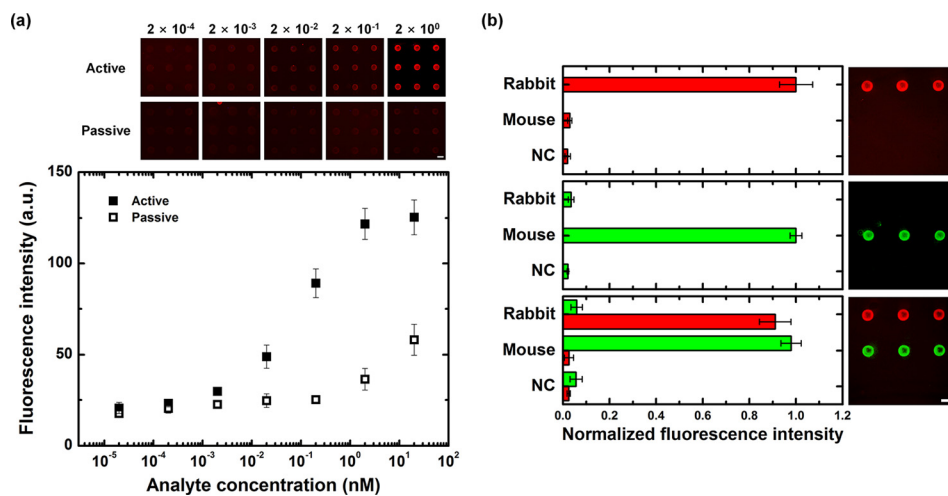 (a)
2 × 10⁻⁴ 2 × 10⁻³ 2 × 10⁻² 2 × 10⁻¹ 2 × 10⁰
Active
Passive
150
100
50
0
Fluorescence intensity (a.u.)
Active
Passive
10⁻⁵ 10⁻⁴ 10⁻³ 10⁻² 10⁻¹ 10⁰ 10¹ 10²
Analyte concentration (nM)
(b)
Rabbit
Mouse
NC
Rabbit
Mouse
NC
Rabbit
Mouse
NC
0.0 0.2 0.4 0.6 0.8 1.0 1.2
Normalized fluorescence intensity